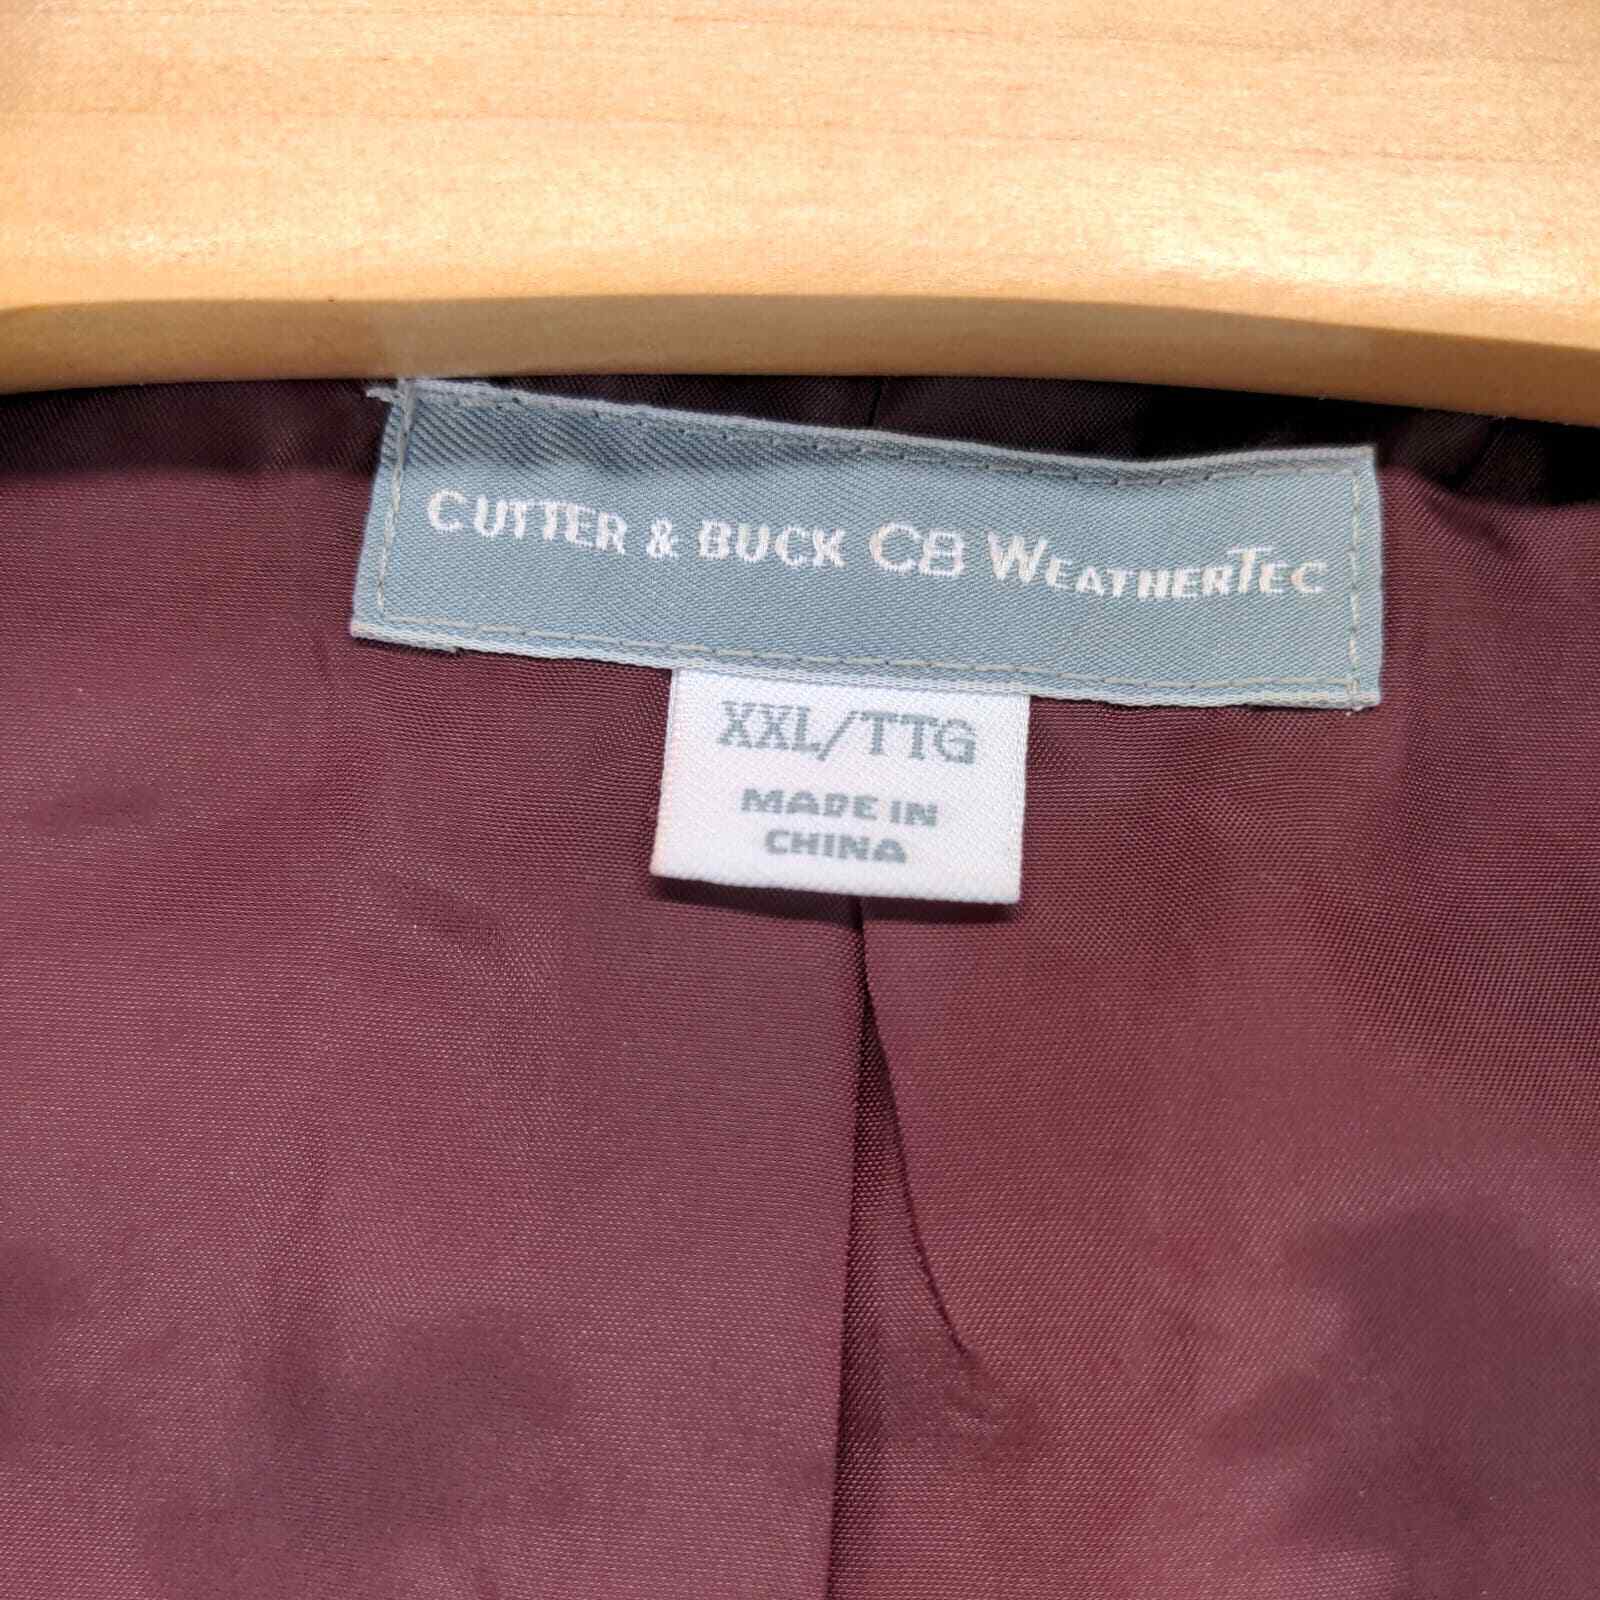 CUTTER & BUCK CB WEATHERTEC
XXL/TTG
MADE IN
CHINA